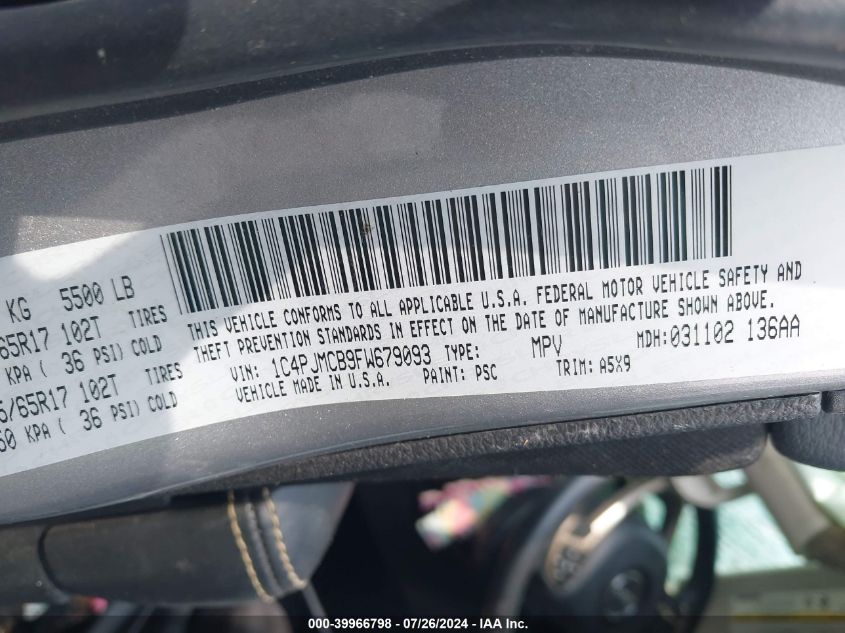 KG 5500 LB
65R17 102T TIRES
KPA ( 36 PSI) COLD
5/65R17 102T TIRES
50 KPA ( 36 PSI) COLD
THIS VEHICLE CONFORMS TO ALL APPLICABLE U.S.A. FEDERAL MOTOR VEHICLE SAFETY AND
THEFT PREVENTION STANDARDS IN EFFECT ON THE DATE OF MANUFACTURE SHOWN ABOVE.
VIN: 1C4PJMCB9FW679093 TYPE: MPV MDH:031102 136AA
VEHICLE MADE IN U.S.A. PAINT: PSC TRIM: A5X9
000-39966798 - 07/26/2024 - IAA Inc.